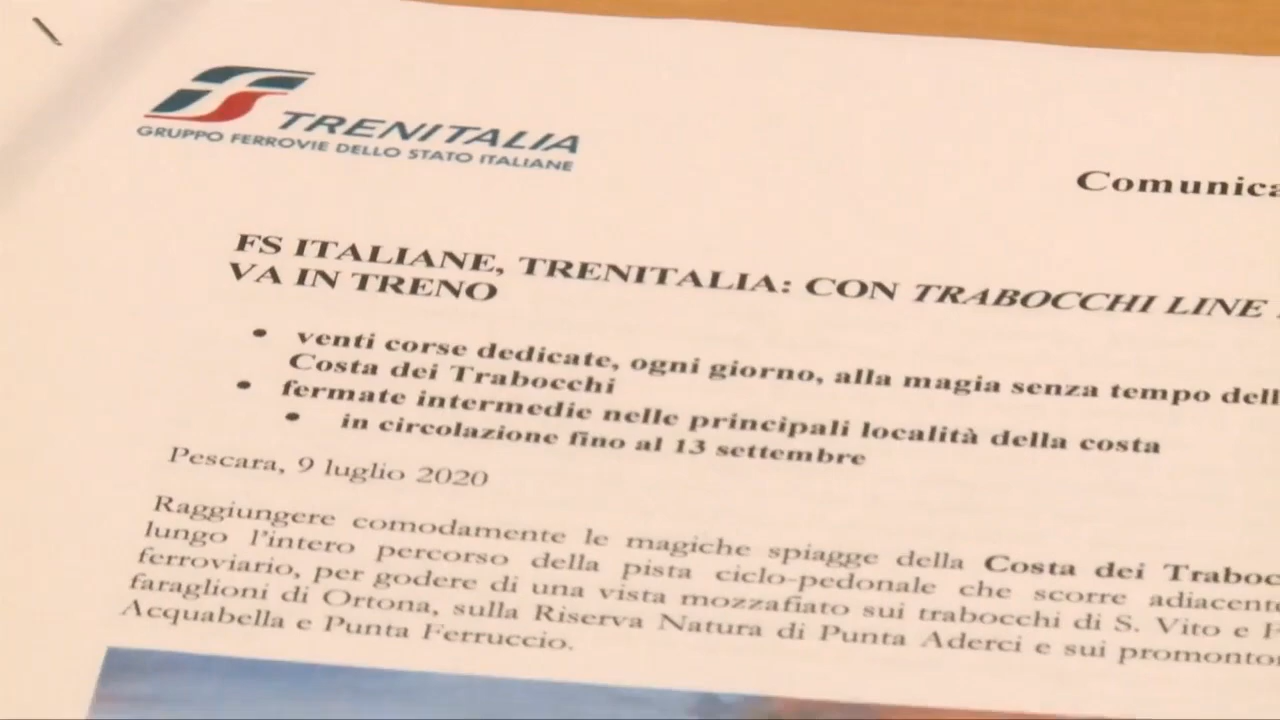 TRENITALIA
GRUPPO FERROVIE DELLO STATO ITALIANE
FS ITALIANE, TRENITALIA: CON TRABOCCHI LINE
VA IN TRENO
• venti corse dedicate, ogni giorno, alla magia senza tempo dell
Costa dei Trabocchi
• fermate intermedie nelle principali località della costa
• in circolazione fino al 13 settembre
Pescara, 9 luglio 2020
Raggiungere comodamente le magiche spiagge della Costa dei Traboc
lungo l'intero percorso della pista ciclo-pedonale che scorre adiacent
ferroviario, per godere di una vista mozzafiato sui trabocchi di S. Vito e
faraglioni di Ortona, sulla Riserva Natura di Punta Aderci e sui promontor
Acquabella e Punta Ferruccio.